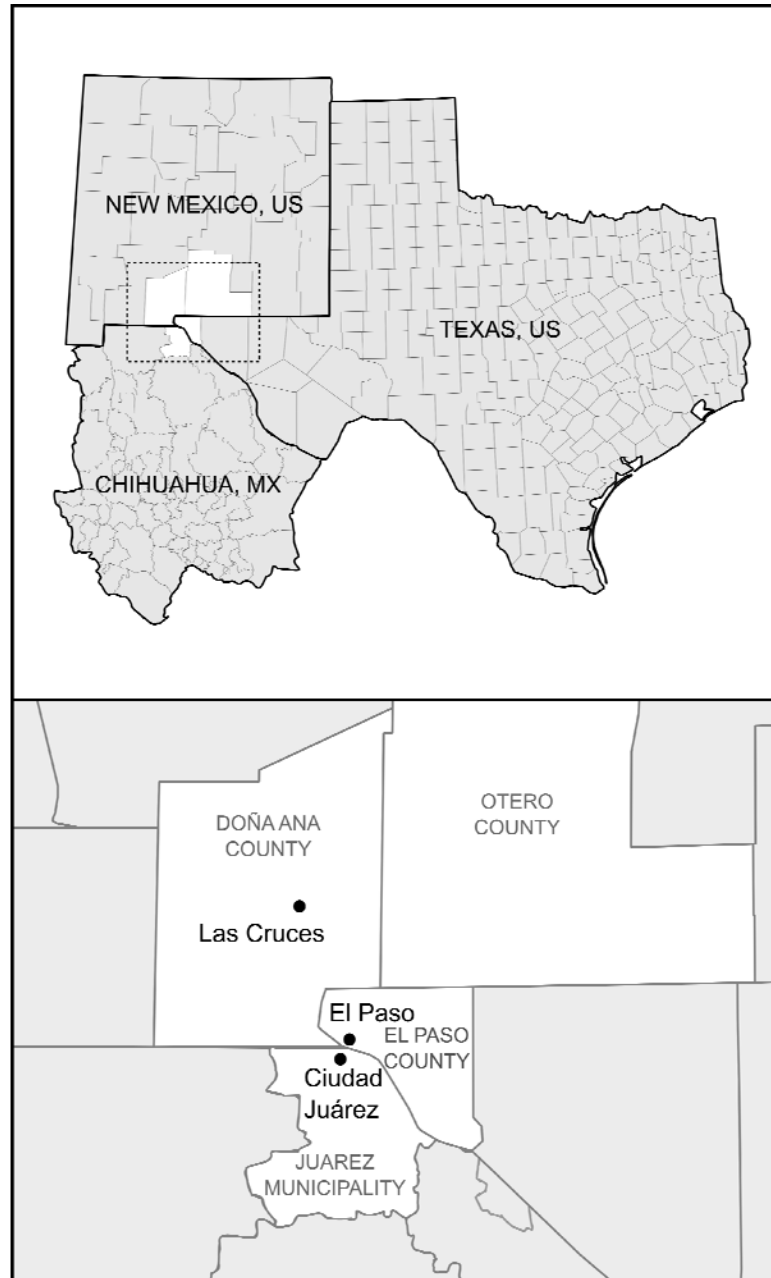 NEW MEXICO, US
TEXAS, US
CHIHUAHUA, MX
DOÑA ANA
COUNTY
OTERO
COUNTY
Las Cruces
El Paso
EL PASO
COUNTY
Ciudad
Juárez
JUAREZ
MUNICIPALITY